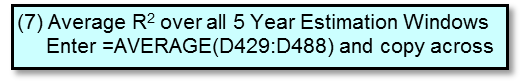 (7) Average R² over all 5 Year Estimation Windows
Enter =AVERAGE(D429:D488) and copy across